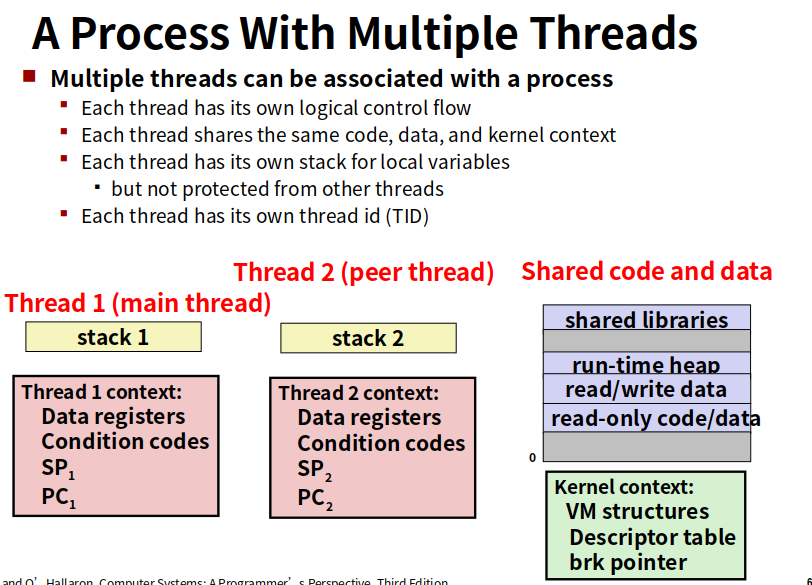 A Process With Multiple Threads
Multiple threads can be associated with a process
Each thread has its own logical control flow
Each thread shares the same code, data, and kernel context
Each thread has its own stack for local variables
but not protected from other threads
Each thread has its own thread id (TID)
Thread 1 (main thread)
stack 1
Thread 1 context:
Data registers
Condition codes
SP1
PC1
Thread 2 (peer thread)
stack 2
Thread 2 context:
Data registers
Condition codes
SP2
PC2
Shared code and data
shared libraries
run-time heap
read/write data
read-only code/data
0
Kernel context:
VM structures
Descriptor table
brk pointer
and O’Hallaron, Computer Systems: A Programmer’s Perspective, Third Edition